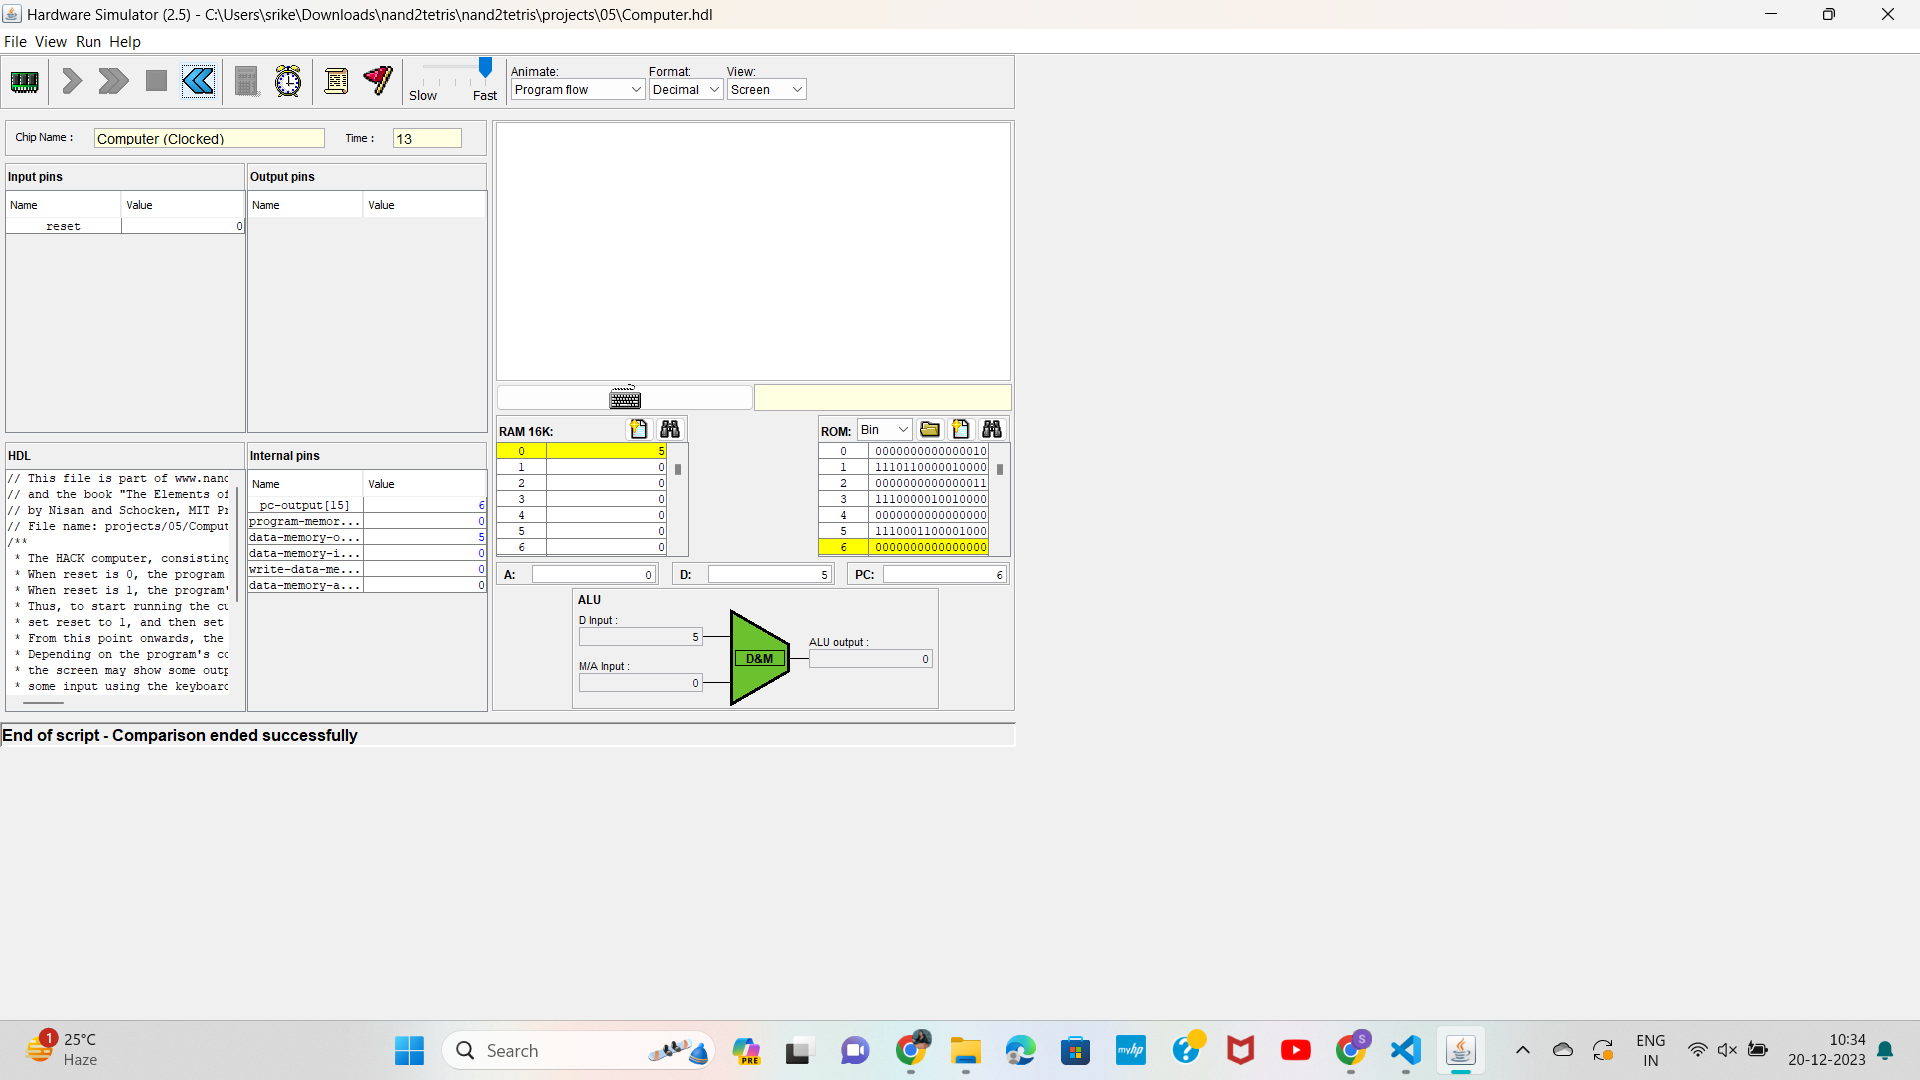 Hardware Simulator (2.5) - C:\Users\srike\Downloads\nand2tetris\nand2tetris\projects\05\Computer.hdl
File View Run Help
Slow Fast
Animate: Format: View:
Program flow Decimal Screen
Chip Name : Computer (Clocked) Time : 13
Input pins
Name Value
reset 0
Output pins
Name Value
HDL
// This file is part of www.nand
// and the book "The Elements of
// by Nisan and Schocken, MIT Pr
// File name: projects/05/Comput
/**
* The HACK computer, consisting
* When reset is 0, the program
* When reset is 1, the program'
* Thus, to start running the cu
* set reset to 1, and then set
* From this point onwards, the
* Depending on the program's co
* the screen may show some outp
* some input using the keyboard
Internal pins
Name Value
pc-output[15] 6
program-memor... 0
data-memory-o... 5
data-memory-i... 0
write-data-me... 0
data-memory-a... 0
RAM 16K:
0 5
1 0
2 0
3 0
4 0
5 0
6 0
ROM: Bin
0 0000000000000010
1 1110110000010000
2 0000000000000011
3 1110000010010000
4 0000000000000000
5 1110001100001000
6 0000000000000000
A: 0 D: 5 PC: 6
ALU
D Input :
5
M/A Input :
0
D&M
ALU output :
0
End of script - Comparison ended successfully
1
25°C
Haze
Search
PRE
myhp
S
ENG
IN
10:34
20-12-2023